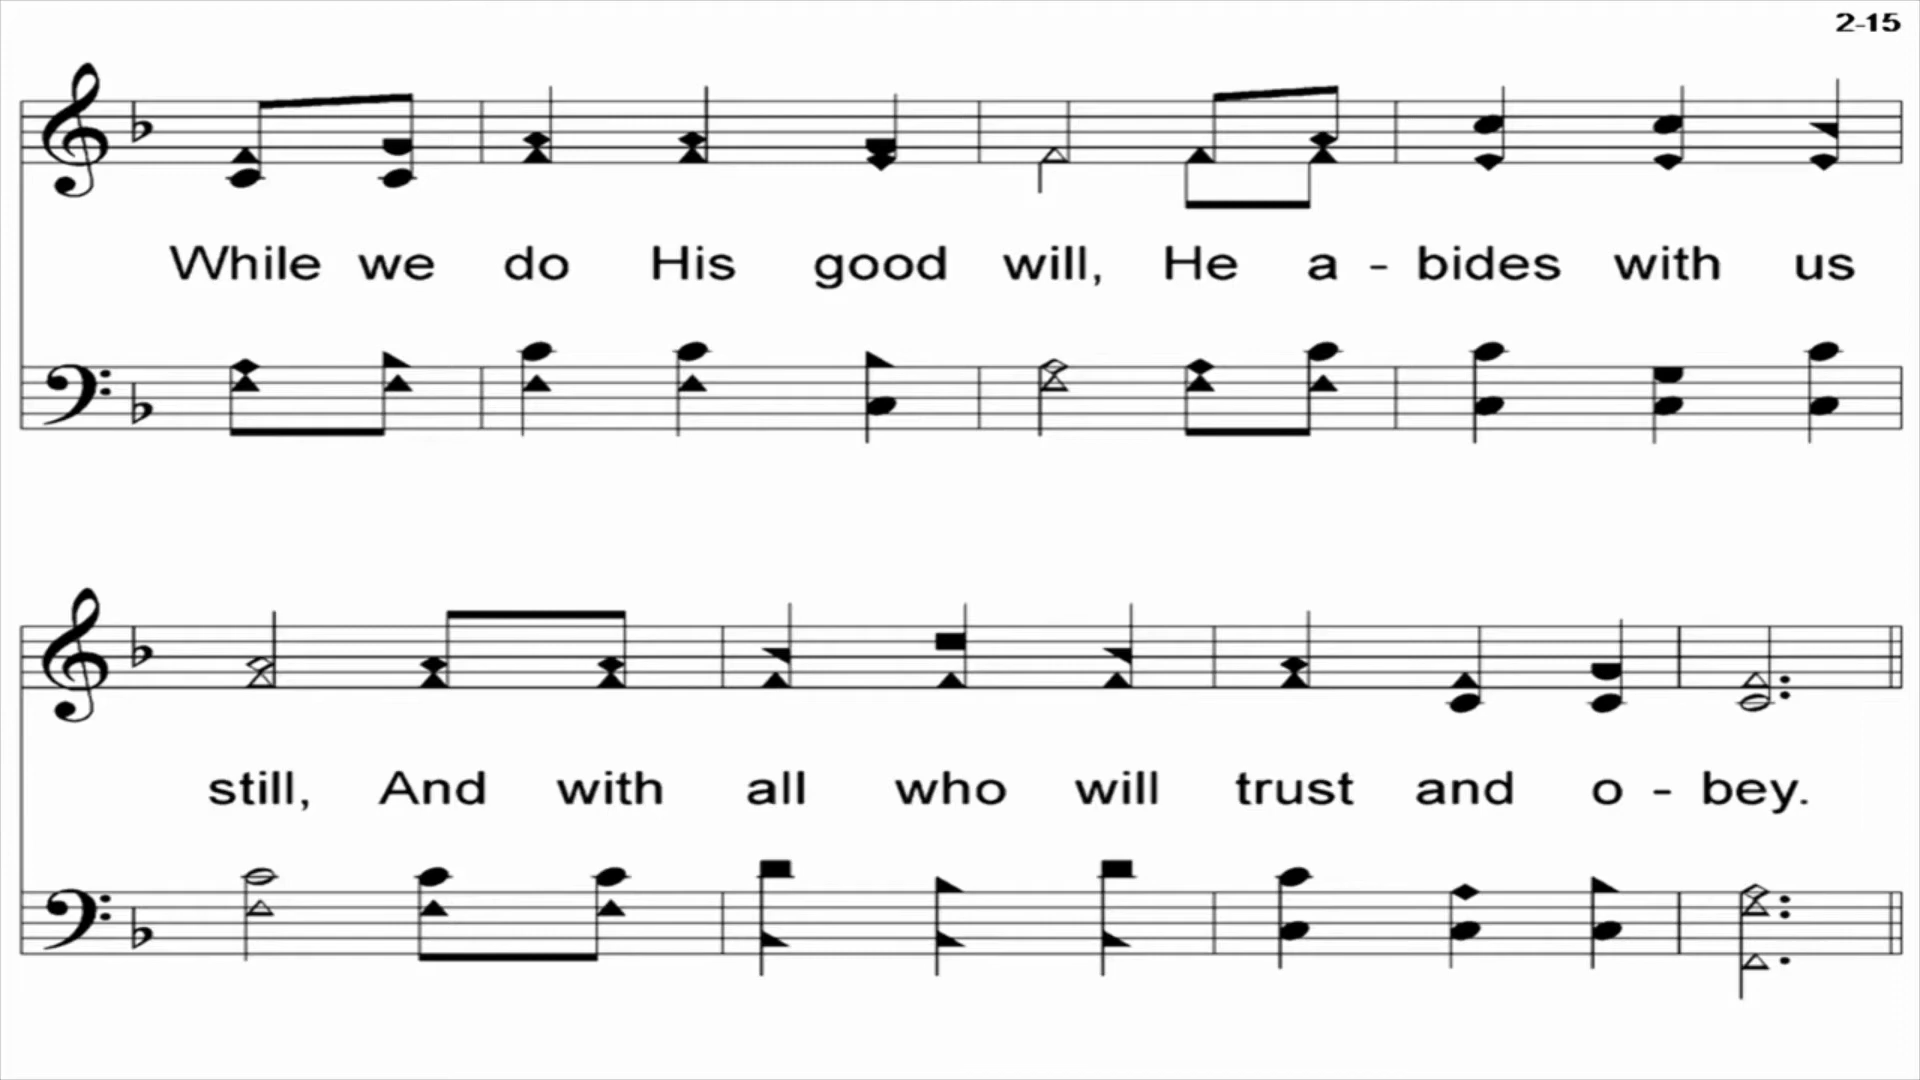 2-15
While we do His good will, He a - bides with us
still, And with all who will trust and o - bey.